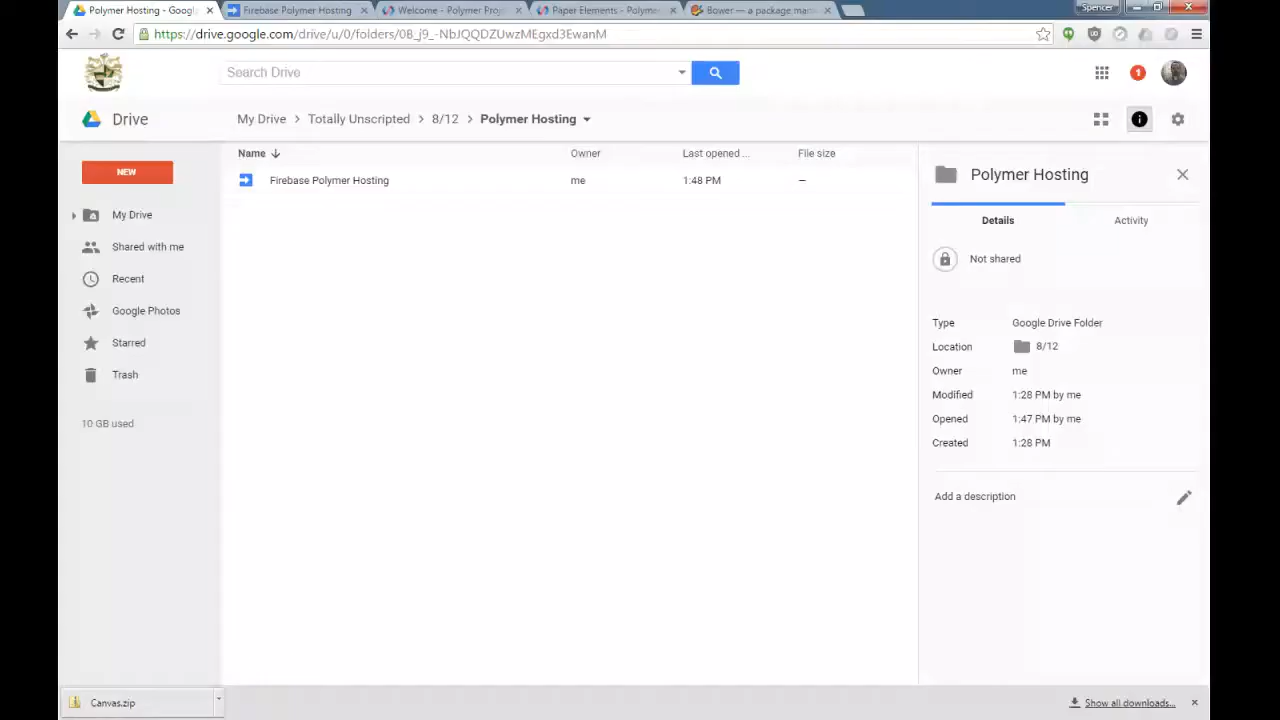 Polymer Hosting - Googl
Firebase Polymer Hosting
Welcome - Polymer Proj
Paper Elements - Polyme
Bower — a package man
Spencer
https://drive.google.com/drive/u/0/folders/
Search Drive
1
Drive
My Drive > Totally Unscripted > 8/12 > Polymer Hosting
NEW
My Drive
Shared with me
Recent
Google Photos
Starred
Trash
10 GB used
Name Owner Last opened ... File size
Firebase Polymer Hosting me 1:48 PM —
Polymer Hosting
Details Activity
Not shared
Type Google Drive Folder
Location 8/12
Owner me
Modified 1:28 PM by me
Opened 1:47 PM by me
Created 1:28 PM
Add a description
Canvas.zip
Show all downloads...